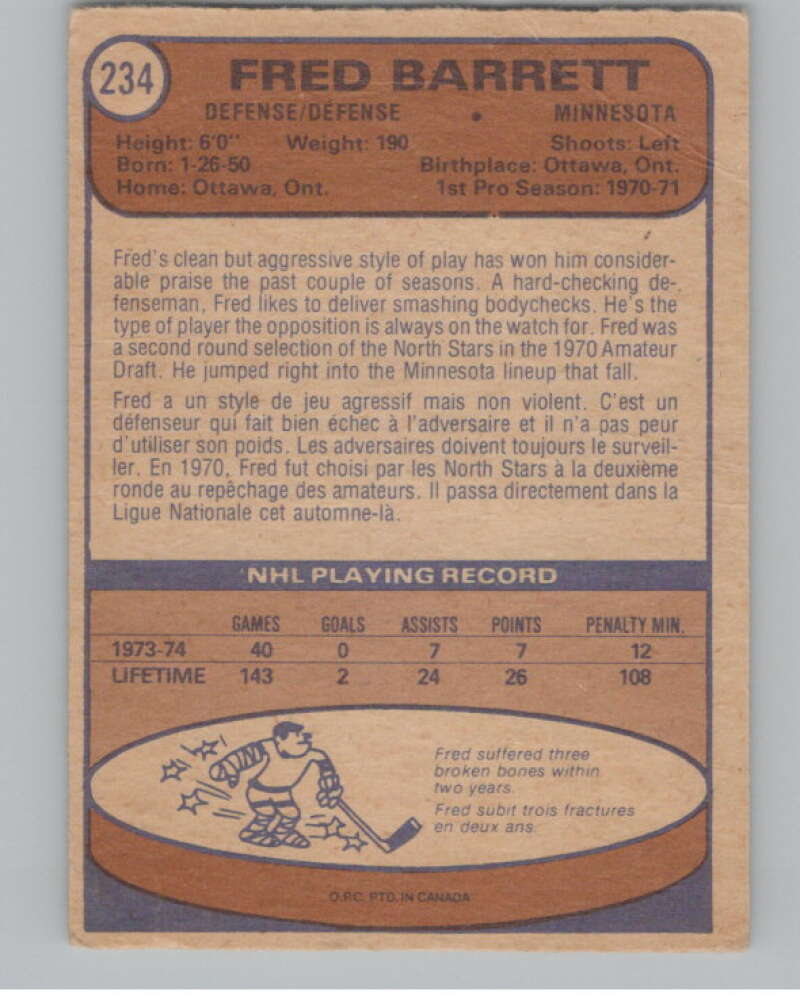 234
FRED BARRETT
DEFENSE/DÉFENSE • MINNESOTA
Height: 6'0" Weight: 190 Shoots: Left
Born: 1-26-50 Birthplace: Ottawa, Ont.
Home: Ottawa, Ont. 1st Pro Season: 1970-71
Fred's clean but aggressive style of play has won him consider-
able praise the past couple of seasons. A hard-checking de-
fenseman, Fred likes to deliver smashing bodychecks. He's the
type of player the opposition is always on the watch for. Fred was
a second round selection of the North Stars in the 1970 Amateur
Draft. He jumped right into the Minnesota lineup that fall.
Fred a un style de jeu agressif mais non violent. C'est un
défenseur qui fait bien échec à l'adversaire et il n'a pas peur
d'utiliser son poids. Les adversaires doivent toujours le surveil-
ler. En 1970, Fred fut choisi par les North Stars à la deuxième
ronde au repêchage des amateurs. Il passa directement dans la
Ligue Nationale cet automne-là.
NHL PLAYING RECORD
GAMES GOALS ASSISTS POINTS PENALTY MIN.
1973-74 40 0 7 7 12
LIFETIME 143 2 24 26 108
Fred suffered three
broken bones within
two years.
Fred subit trois fractures
en deux ans.
O.P.C. PTD. IN CANADA